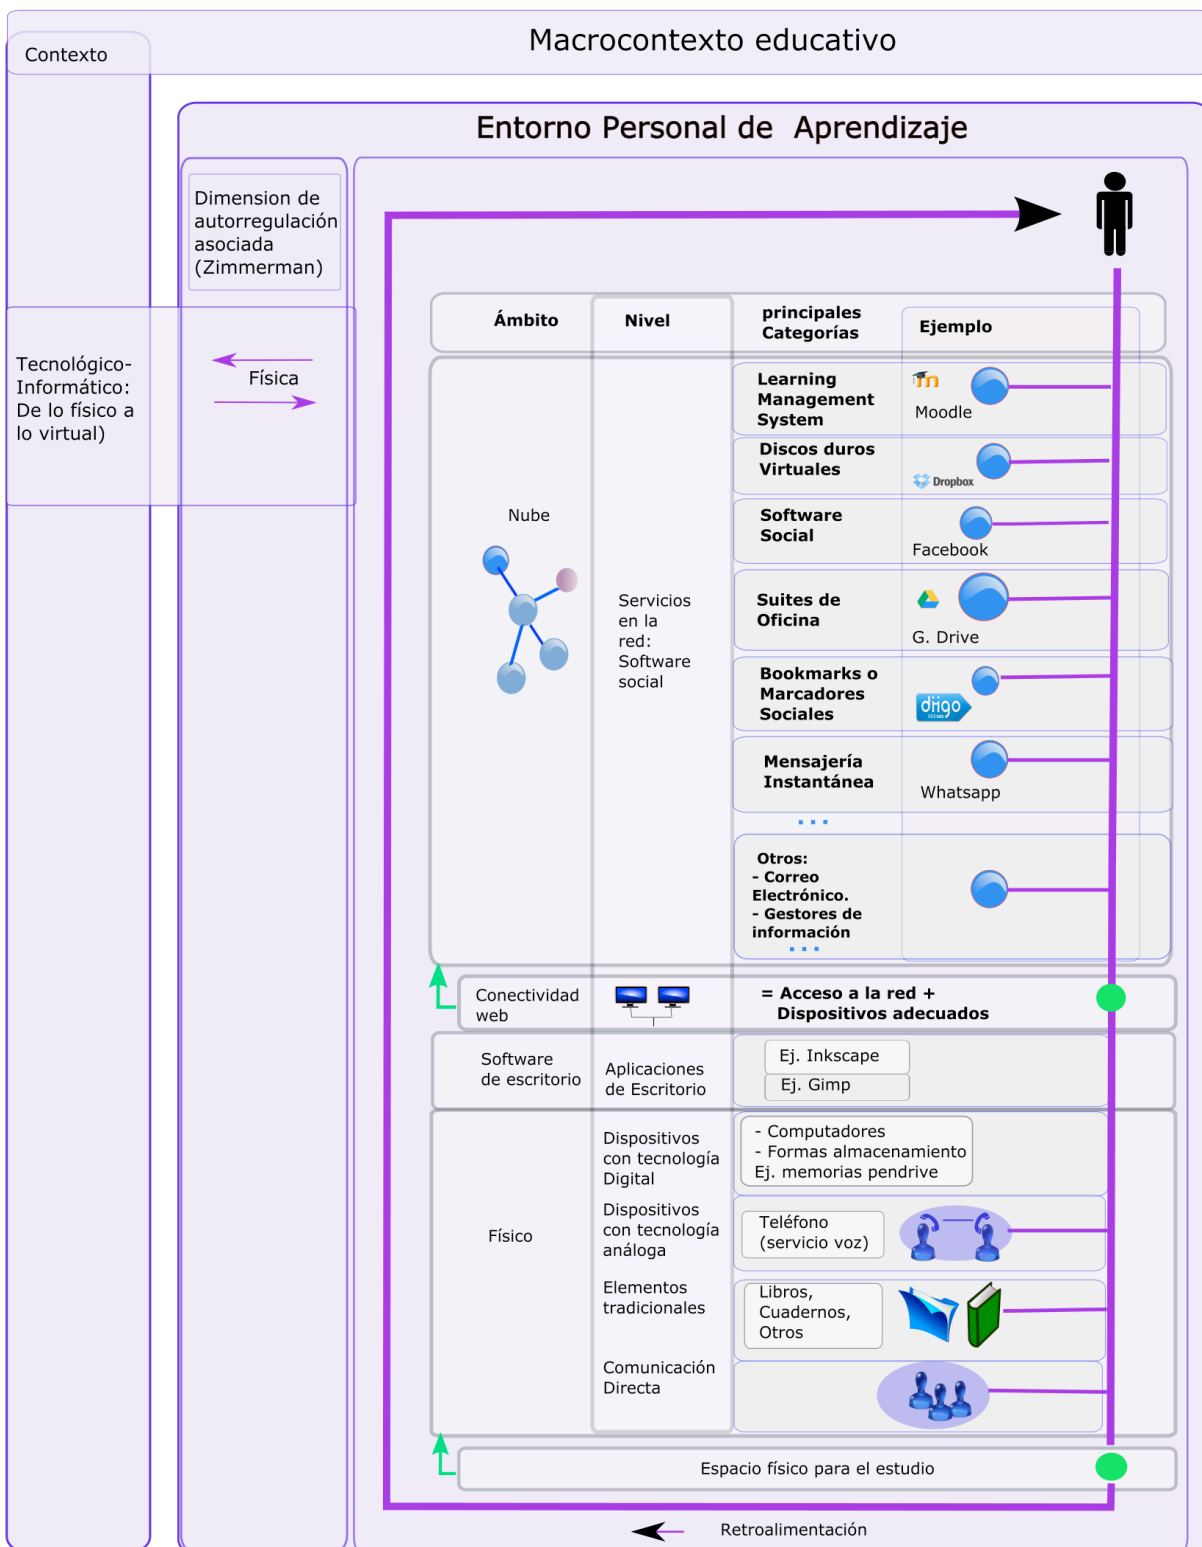 Macrocontexto educativo
Contexto
Entorno Personal de Aprendizaje
Dimension de
autorregulación
asociada
(Zimmerman)
Tecnológico-
Informático:
De lo físico a
lo virtual)
Física
Ámbito
Nivel
principales
Categorías
Ejemplo
Nube
Servicios
en la
red:
Software
social
Learning
Management
System
Moodle
Discos duros
Virtuales
Dropbox
Software
Social
Facebook
Suites de
Oficina
G. Drive
Bookmarks o
Marcadores
Sociales
diigo
Mensajería
Instantánea
Whatsapp
...
Otros:
- Correo
Electrónico.
- Gestores de
información
...
Conectividad
web
= Acceso a la red +
Dispositivos adecuados
Software
de escritorio
Aplicaciones
de Escritorio
Ej. Inkscape
Ej. Gimp
Físico
Dispositivos
con tecnología
Digital
- Computadores
- Formas almacenamiento
Ej. memorias pendrive
Dispositivos
con tecnología
análoga
Teléfono
(servicio voz)
Elementos
tradicionales
Libros,
Cuadernos,
Otros
Comunicación
Directa
Espacio físico para el estudio
Retroalimentación